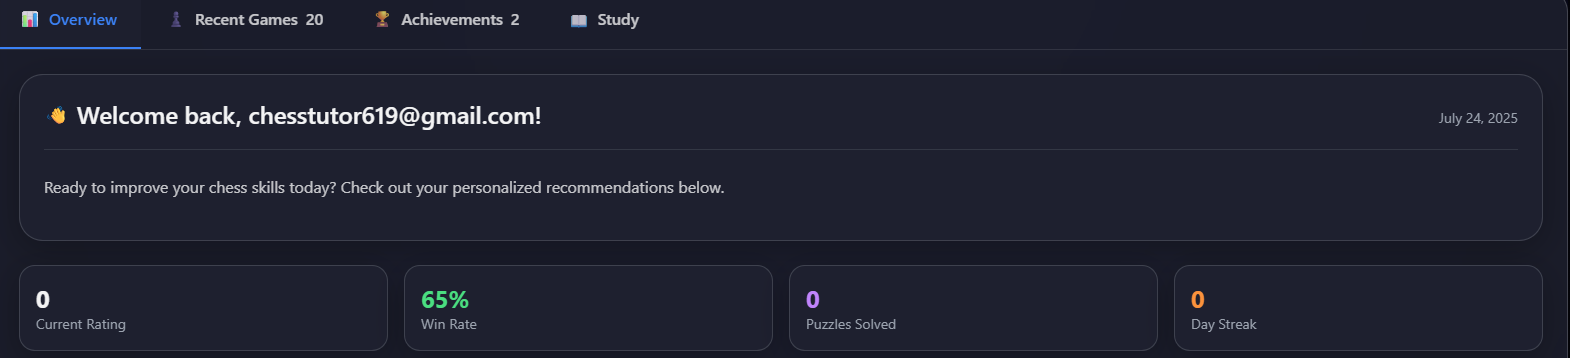 Overview Recent Games 20 Achievements 2 Study
Welcome back, chesstutor619@gmail.com!
July 24, 2025
Ready to improve your chess skills today? Check out your personalized recommendations below.
0
Current Rating
65%
Win Rate
0
Puzzles Solved
0
Day Streak